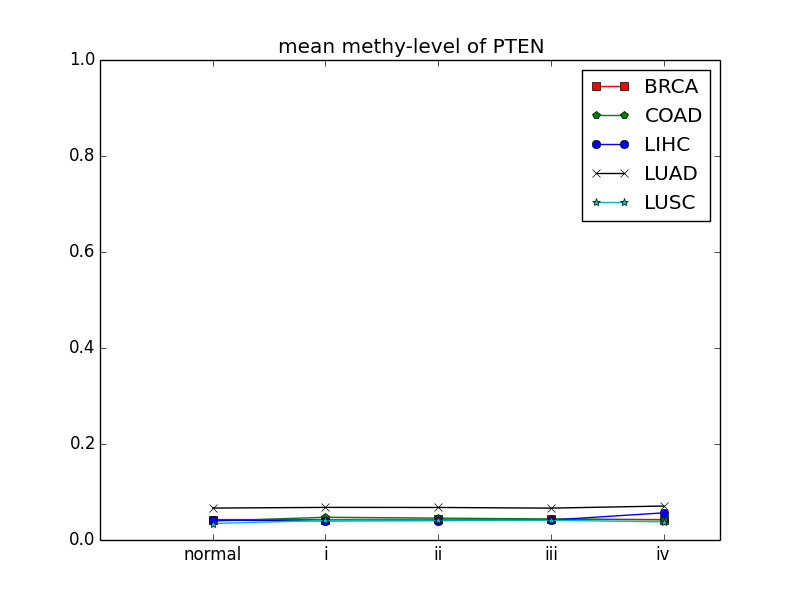 mean methy-level of PTEN
1.0
0.8
0.6
0.4
0.2
0.0
BRCA
COAD
LIHC
LUAD
LUSC
normal i ii iii iv